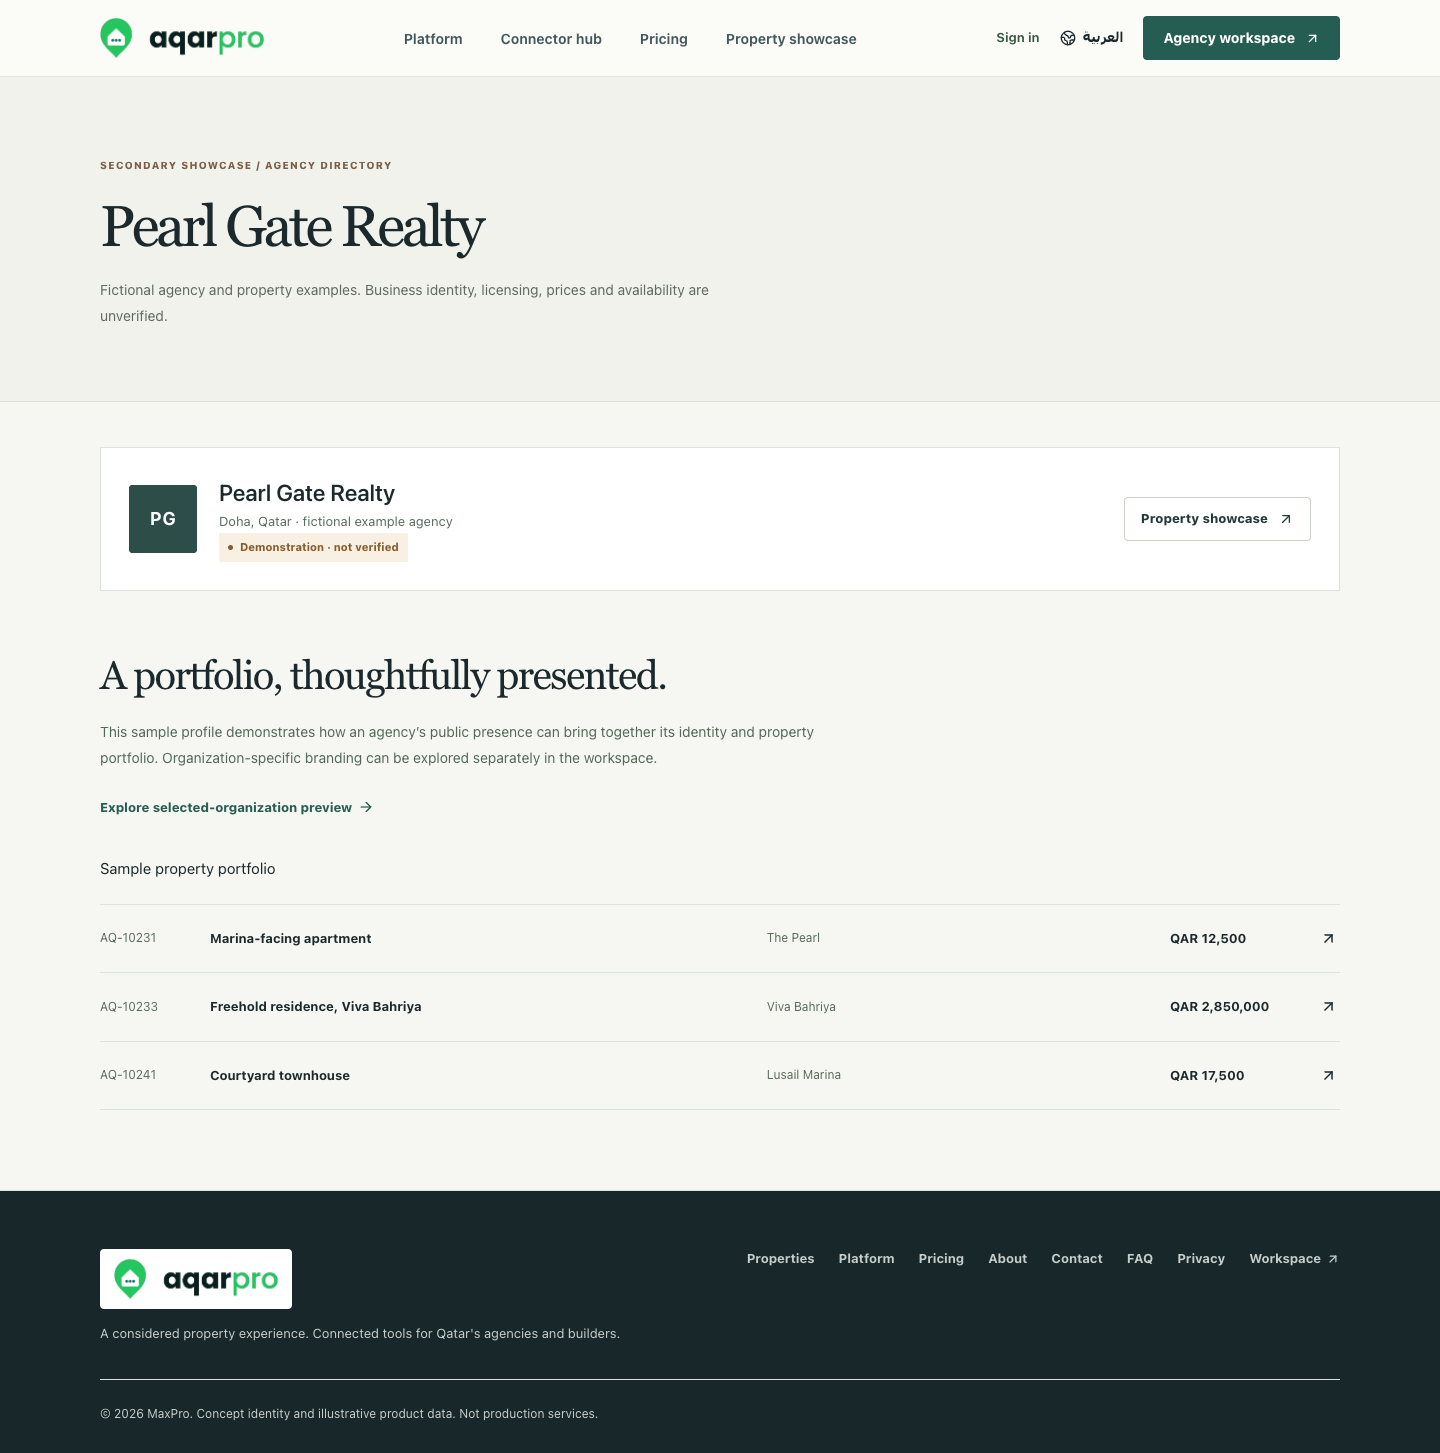 aqarpro
Platform
Connector hub
Pricing
Property showcase
Sign in
العربية
Agency workspace
SECONDARY SHOWCASE / AGENCY DIRECTORY
Pearl Gate Realty
Fictional agency and property examples. Business identity, licensing, prices and availability are
unverified.
PG
Pearl Gate Realty
Doha, Qatar · fictional example agency
Demonstration · not verified
Property showcase
A portfolio, thoughtfully presented.
This sample profile demonstrates how an agency’s public presence can bring together its identity and property
portfolio. Organization-specific branding can be explored separately in the workspace.
Explore selected-organization preview
Sample property portfolio
AQ-10231 Marina-facing apartment The Pearl QAR 12,500
AQ-10233 Freehold residence, Viva Bahriya Viva Bahriya QAR 2,850,000
AQ-10241 Courtyard townhouse Lusail Marina QAR 17,500
aqarpro
Properties Platform Pricing About Contact FAQ Privacy Workspace
A considered property experience. Connected tools for Qatar's agencies and builders.
© 2026 MaxPro. Concept identity and illustrative product data. Not production services.